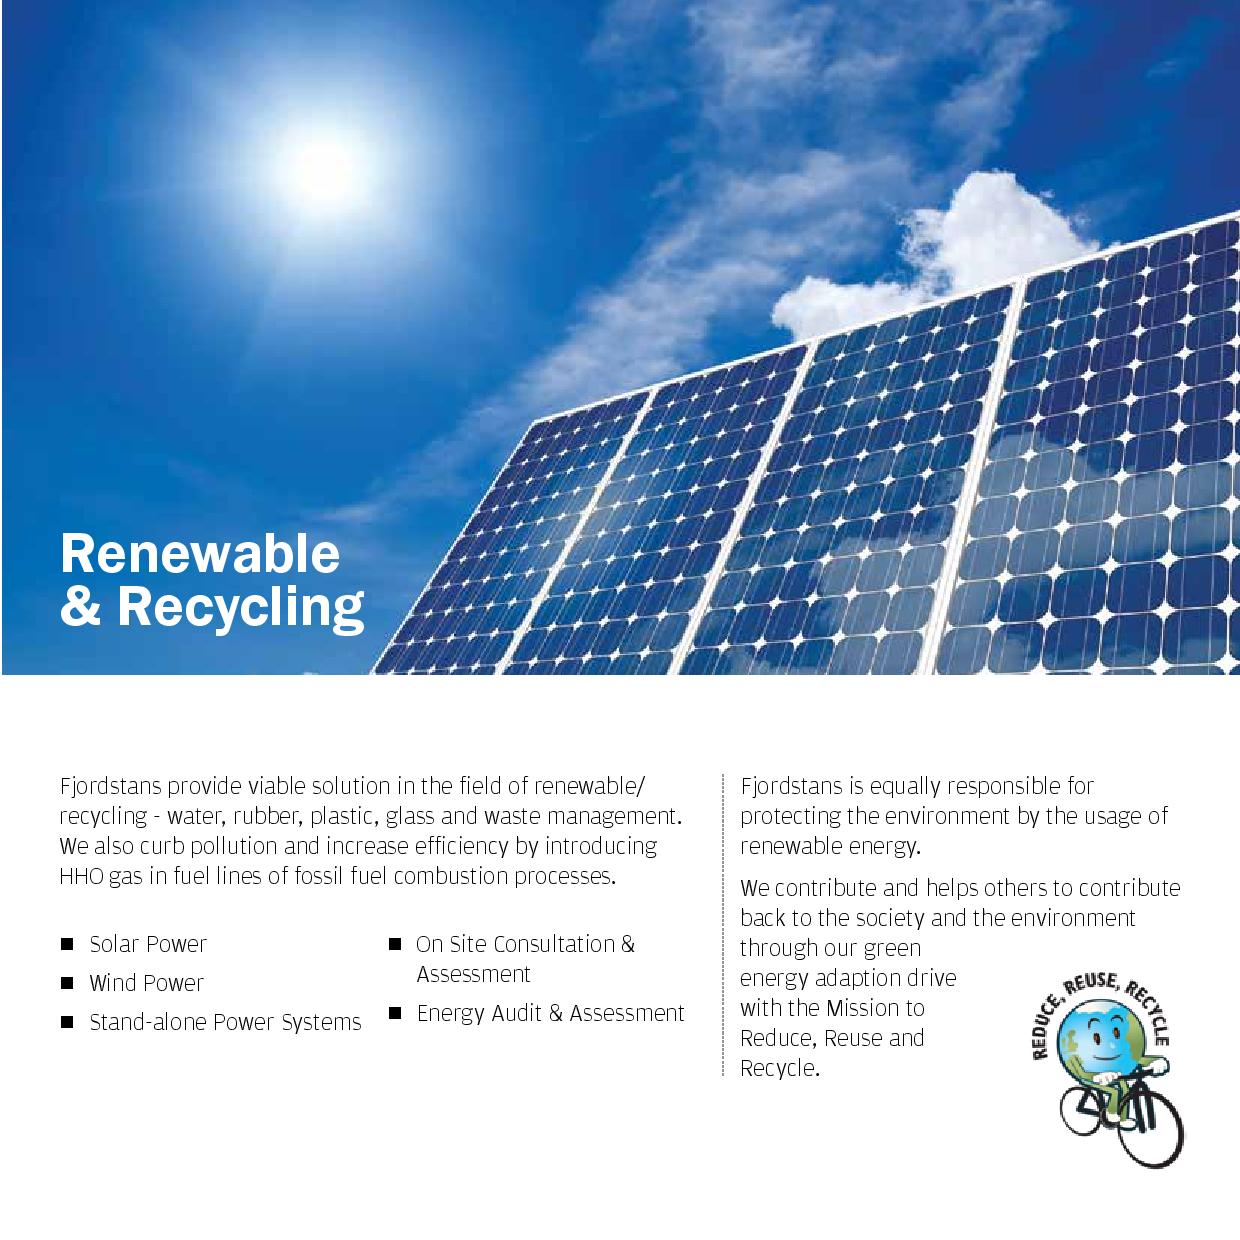 Renewable
& Recycling
Fjordstans provide viable solution in the field of renewable/
recycling - water, rubber, plastic, glass and waste management.
We also curb pollution and increase efficiency by introducing
HHO gas in fuel lines of fossil fuel combustion processes.
■ Solar Power
■ Wind Power
■ Stand-alone Power Systems
■ On Site Consultation &
Assessment
■ Energy Audit & Assessment
Fjordstans is equally responsible for
protecting the environment by the usage of
renewable energy.
We contribute and helps others to contribute
back to the society and the environment
through our green
energy adaption drive
with the Mission to
Reduce, Reuse and
Recycle.
REDUCE, REUSE, RECYCLE